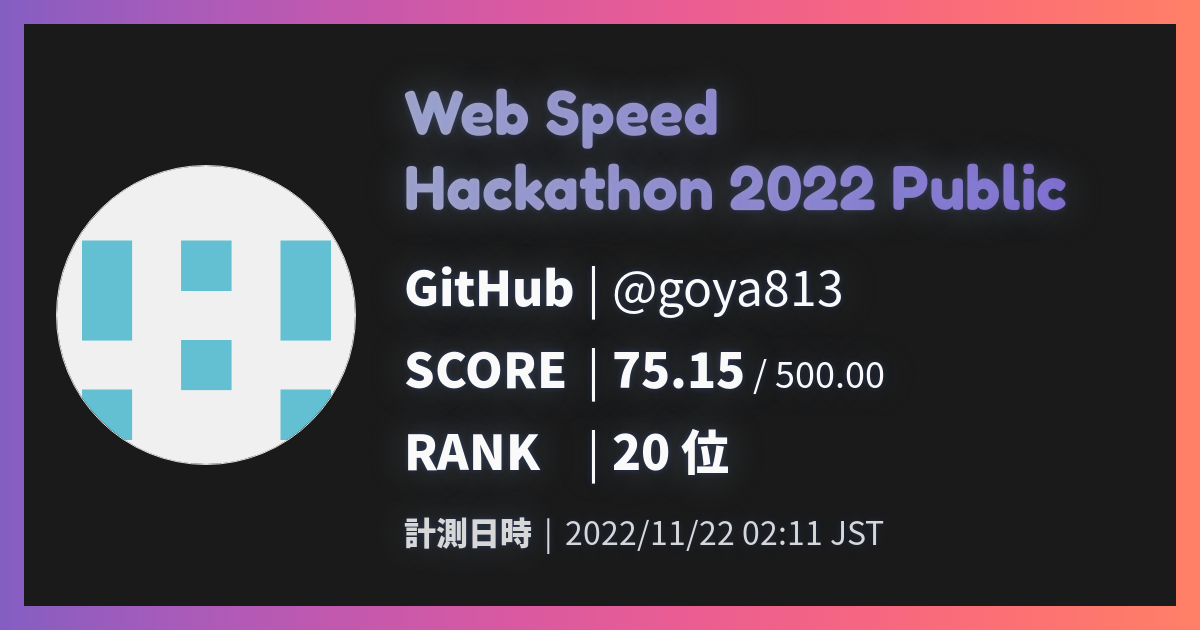 Web Speed
Hackathon 2022 Public
GitHub | @goya813
SCORE | 75.15 / 500.00
RANK | 20 位
計測日時 | 2022/11/22 02:11 JST